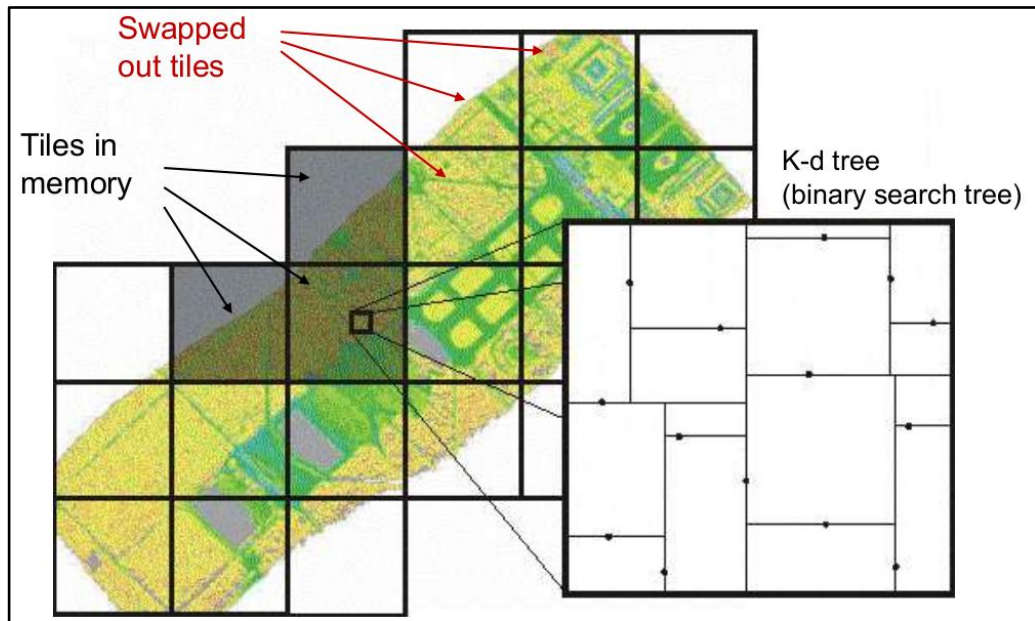 Swapped
out tiles
Tiles in
memory
K-d tree
(binary search tree)